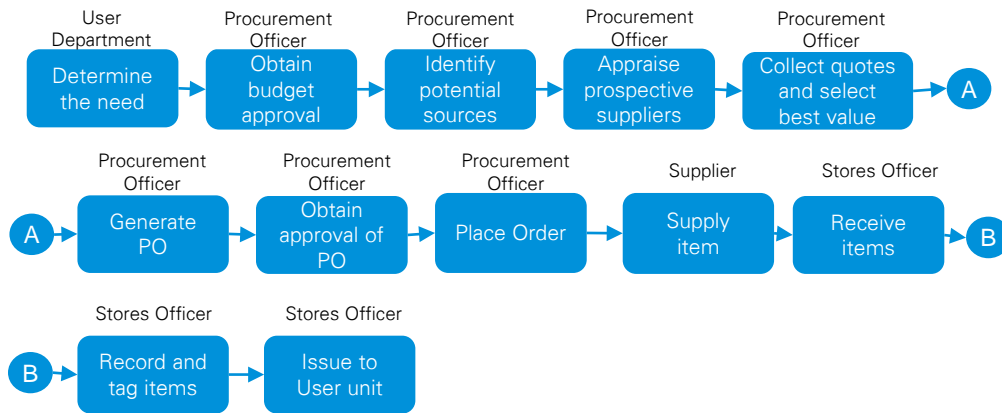 User
Department
Procurement
Officer
Procurement
Officer
Procurement
Officer
Procurement
Officer
Determine
the need
Obtain
budget
approval
Identify
potential
sources
Appraise
prospective
suppliers
Collect quotes
and select
best value
A
Procurement
Officer
Procurement
Officer
Procurement
Officer
Supplier
Stores Officer
A
Generate
PO
Obtain
approval of
PO
Place Order
Supply
item
Receive
items
B
Stores Officer
Stores Officer
B
Record and
tag items
Issue to
User unit